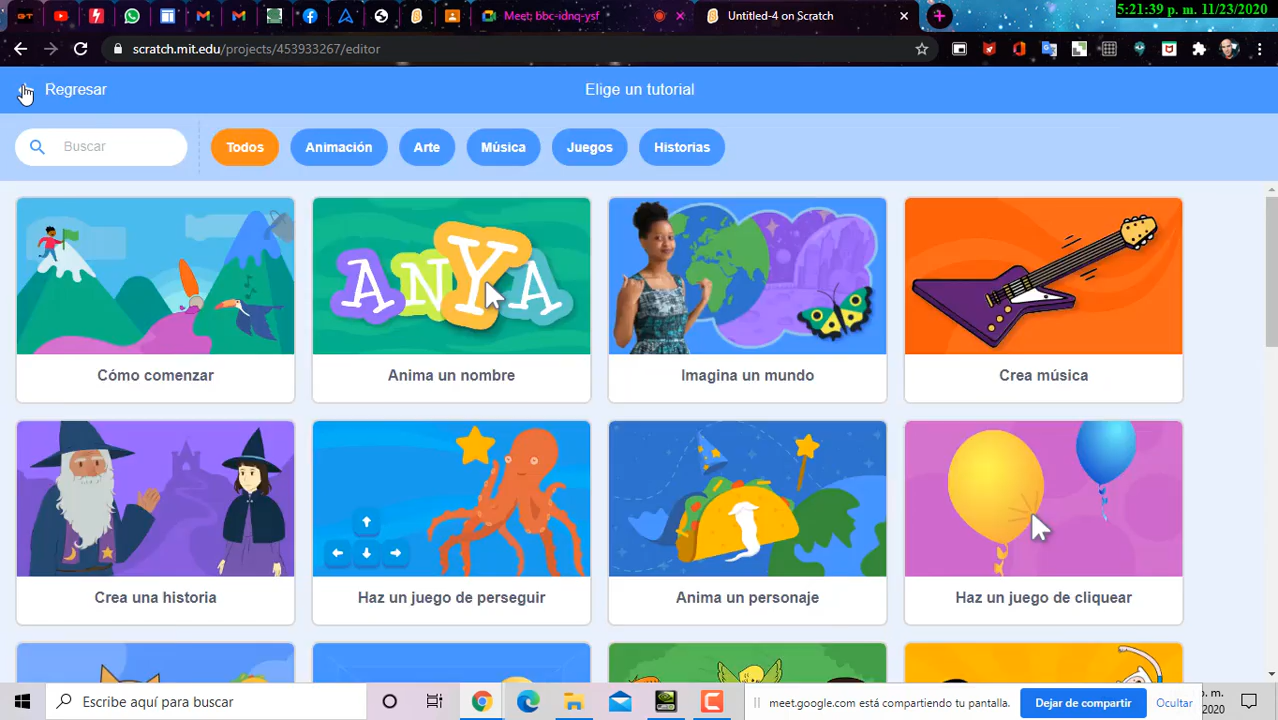 Meet: bbc-idnq-ysf
Untitled-4 on Scratch
5:21:39 p. m. 11/23/2020
scratch.mit.edu/projects/453933267/editor
Regresar
Elige un tutorial
Buscar
Todos
Animación
Arte
Música
Juegos
Historias
ANYA
Cómo comenzar
Anima un nombre
Imagina un mundo
Crea música
Crea una historia
Haz un juego de perseguir
Anima un personaje
Haz un juego de cliquear
Escribe aquí para buscar
meet.google.com está compartiendo tu pantalla.
Dejar de compartir
Ocultar
. m.
2020